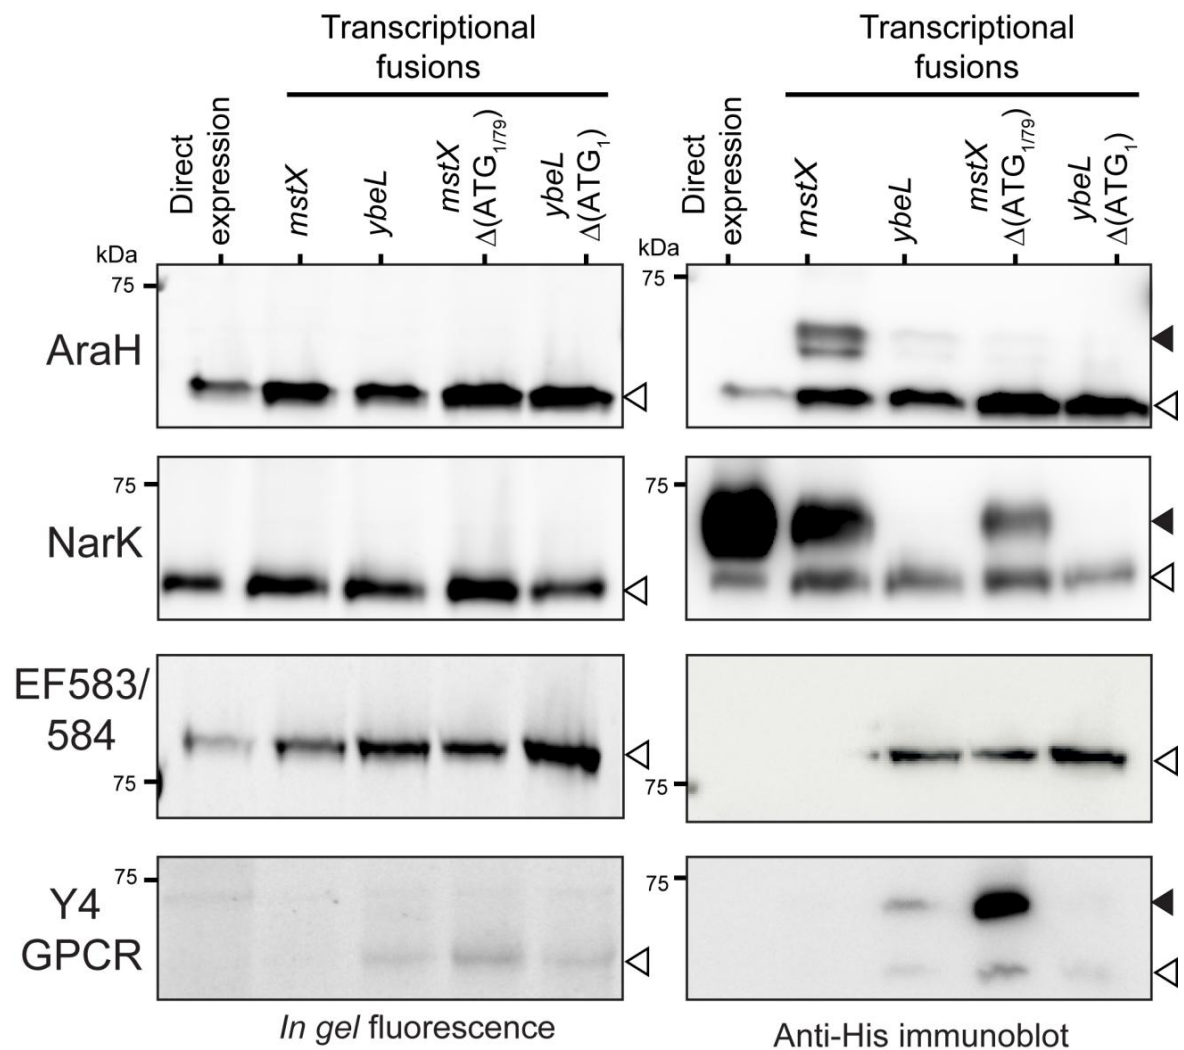 Transcriptional
fusions
Direct
expression
mstX
ybeL
mstX
Δ(ATG1/79)
ybeL
Δ(ATG1)
Transcriptional
fusions
Direct
expression
mstX
ybeL
mstX
Δ(ATG1/79)
ybeL
Δ(ATG1)
kDa
kDa
75
75
AraH
75
75
NarK
EF583/
584
75
75
75
75
Y4
GPCR
In gel fluorescence
Anti-His immunoblot